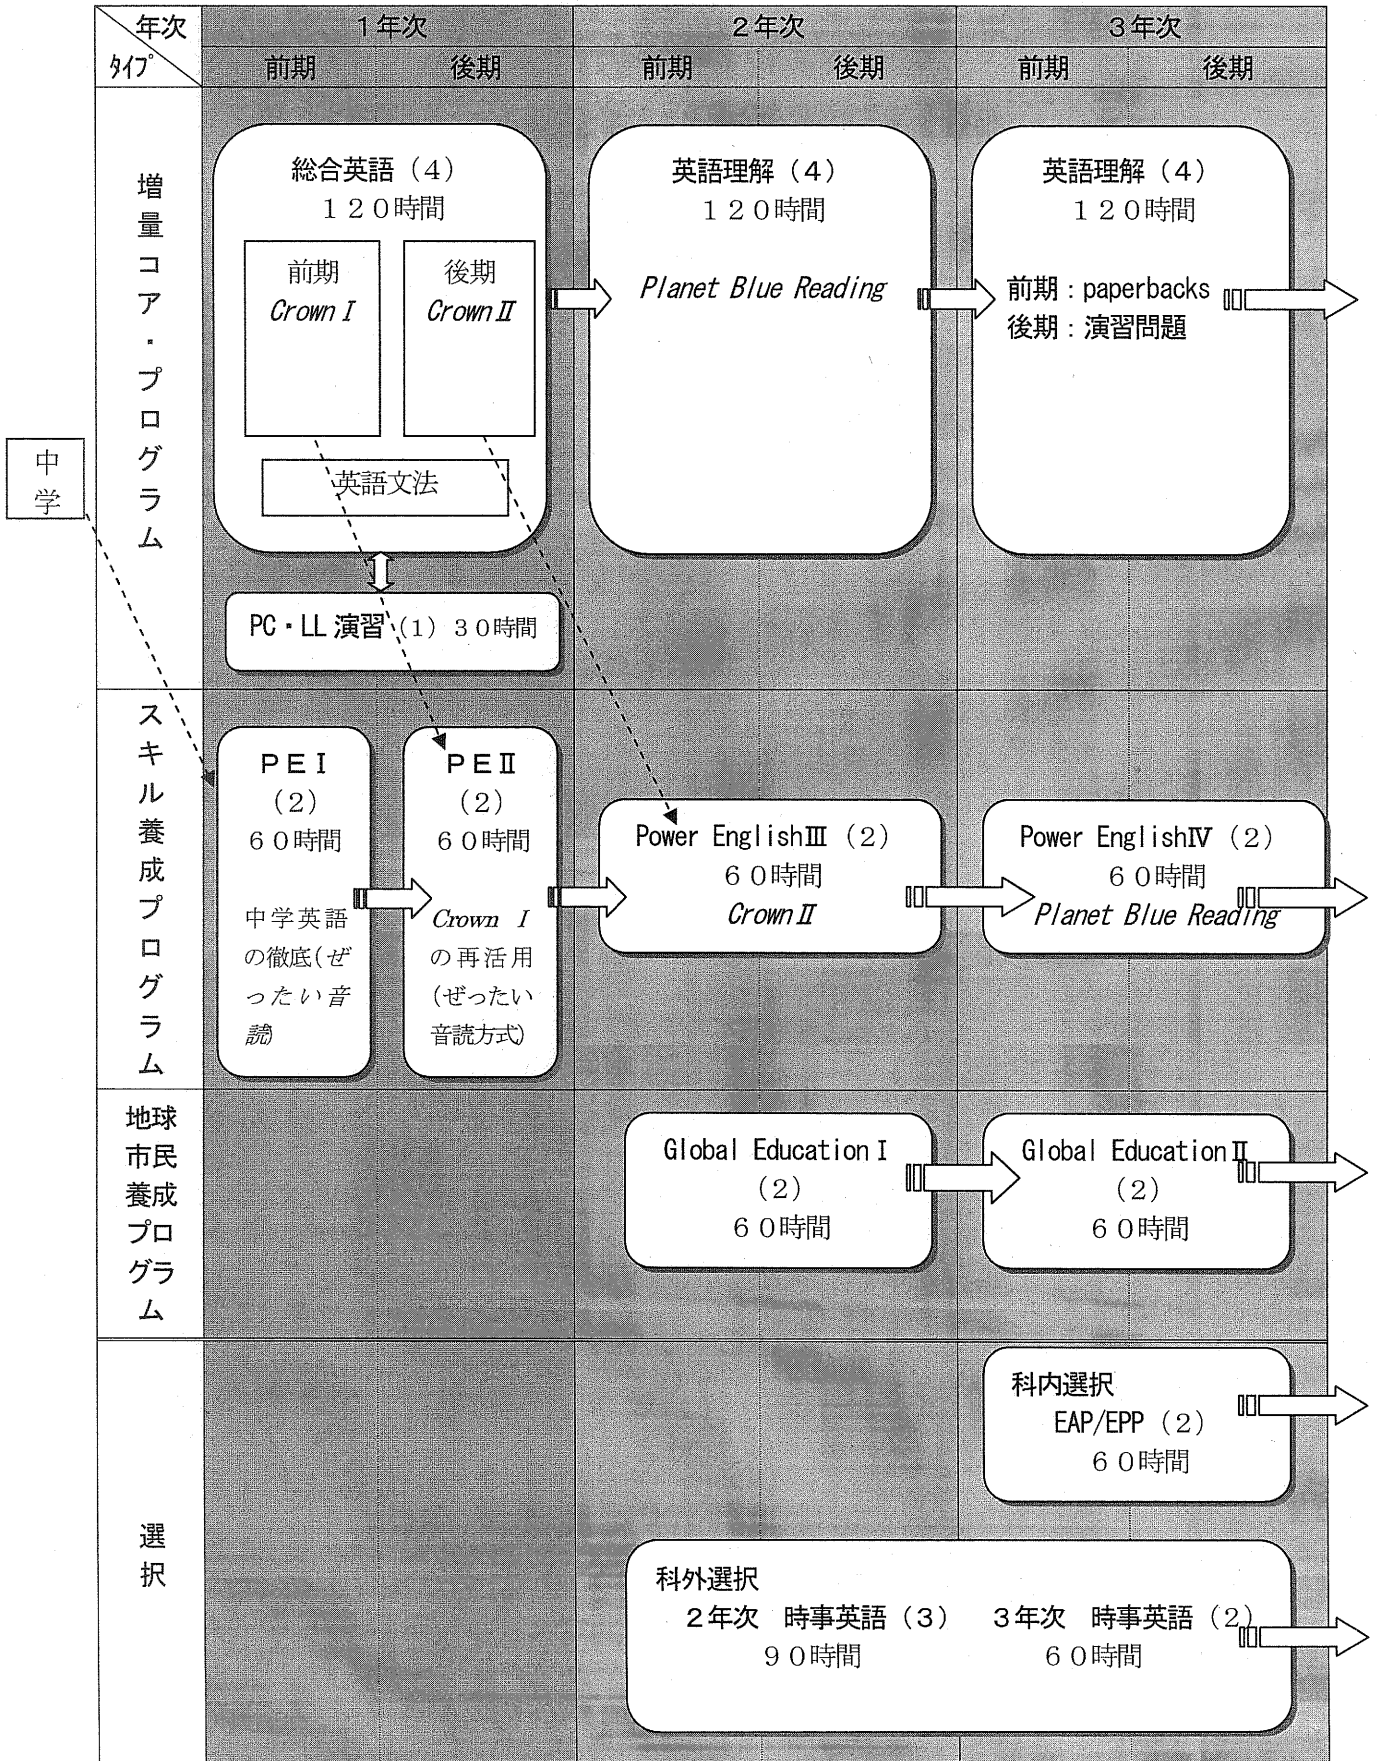 年次
タイプ
1年次
2年次
3年次
前期
後期
前期
後期
前期
後期
増量コア・プログラム
総合英語（4）
120時間
前期
Crown Ⅰ
後期
Crown Ⅱ
英語文法
PC・LL 演習（1）30時間
英語理解（4）
120時間
Planet Blue Reading
英語理解（4）
120時間
前期：paperbacks
後期：演習問題
中学
スキル養成プログラム
PEⅠ
（2）
60時間
中学英語
の徹底（ぜ
ったい音
読）
PEⅡ
（2）
60時間
Crown Ⅰ
の再活用
（ぜったい
音読方式）
Power EnglishⅢ（2）
60時間
Crown Ⅱ
Power EnglishⅣ（2）
60時間
Planet Blue Reading
地球
市民
養成
プロ
グラ
ム
Global Education Ⅰ
（2）
60時間
Global Education Ⅱ
（2）
60時間
選択
科内選択
EAP/EPP（2）
60時間
科外選択
2年次 時事英語（3） 3年次 時事英語（2）
90時間 60時間